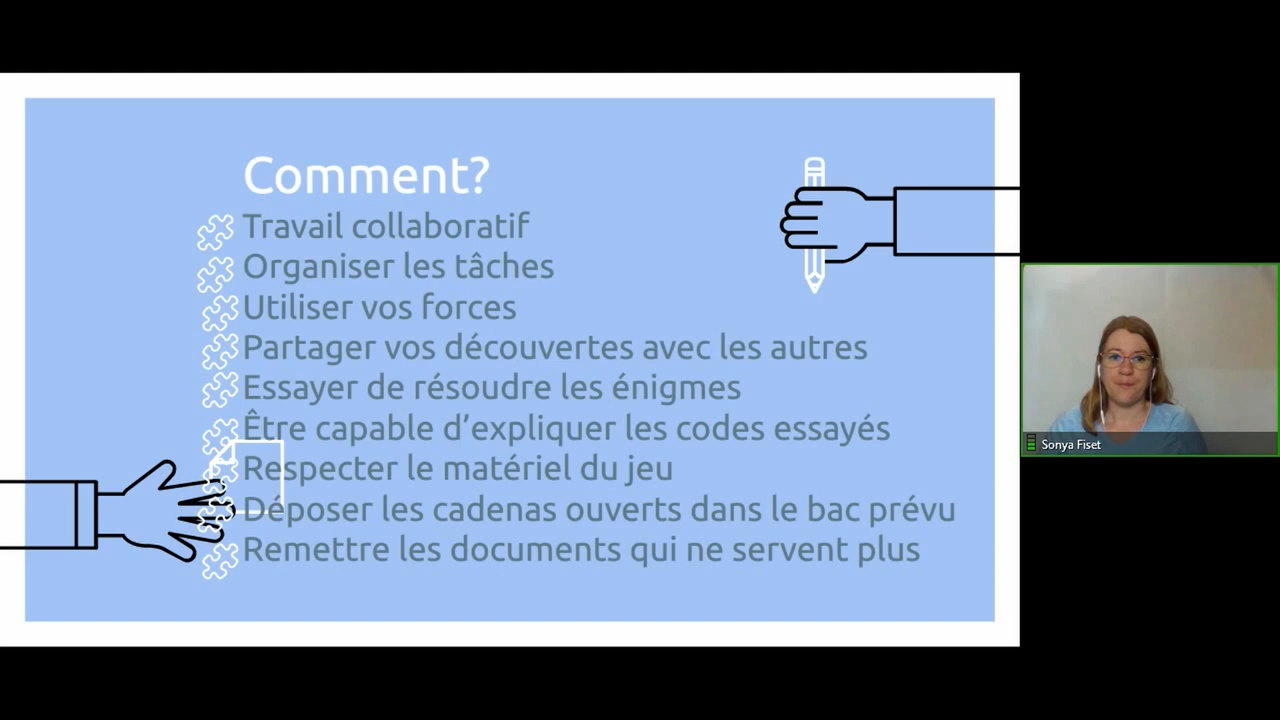 Comment?
Travail collaboratif
Organiser les tâches
Utiliser vos forces
Partager vos découvertes avec les autres
Essayer de résoudre les énigmes
Être capable d'expliquer les codes essayés
Respecter le matériel du jeu
Déposer les cadenas ouverts dans le bac prévu
Remettre les documents qui ne servent plus
Sonya Fiset